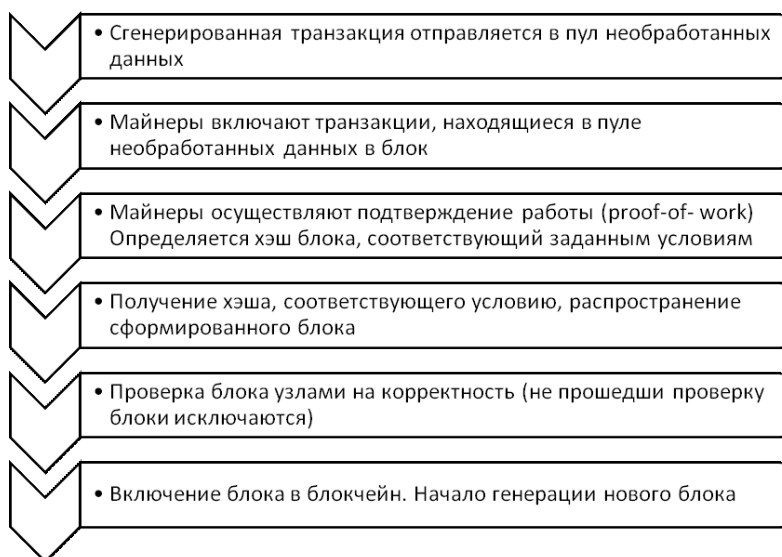 • Сгенерированная транзакция отправляется в пул необработанных
данных
• Майнеры включают транзакции, находящиеся в пуле
необработанных данных в блок
• Майнеры осуществляют подтверждение работы (proof-of- work)
Определяется хэш блока, соответствующий заданным условиям
• Получение хэша, соответствующего условию, распространение
сформированного блока
• Проверка блока узлами на корректность (не прошедши проверку
блоки исключаются)
• Включение блока в блокчейн. Начало генерации нового блока